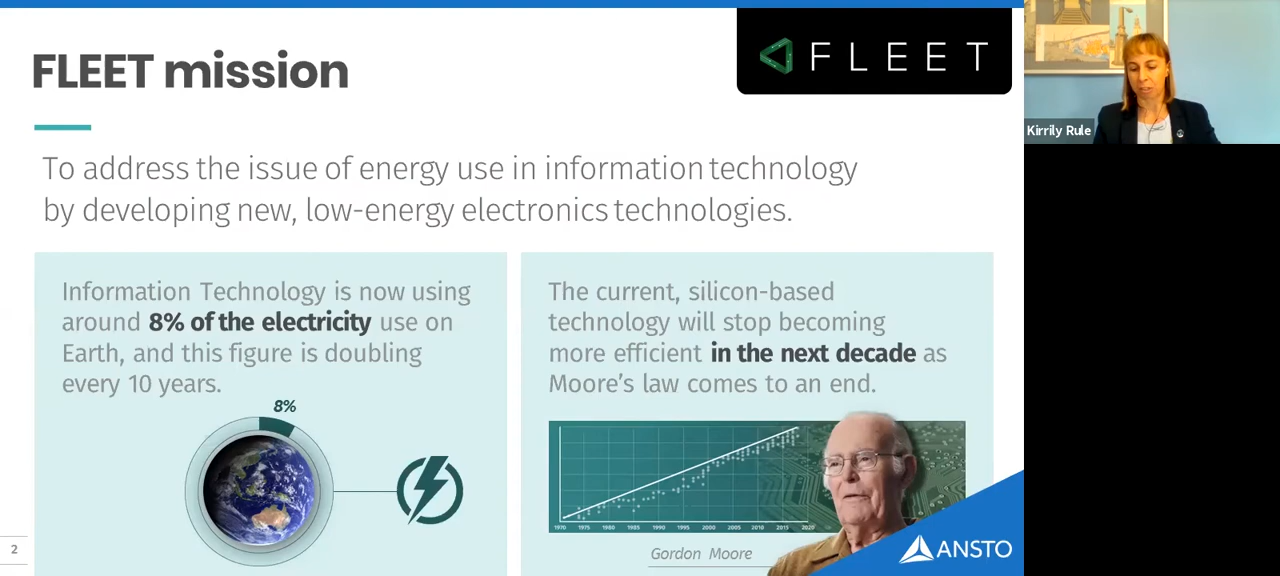 FLEET
FLEET mission
Kirrily Rule
To address the issue of energy use in information technology
by developing new, low-energy electronics technologies.
Information Technology is now using
around 8% of the electricity use on
Earth, and this figure is doubling
every 10 years.
8%
The current, silicon-based
technology will stop becoming
more efficient in the next decade as
Moore's law comes to an end.
1970 1975 1980 1985 1990 1995 2000 2005 2010 2015 2020
Gordon Moore
2
ANSTO